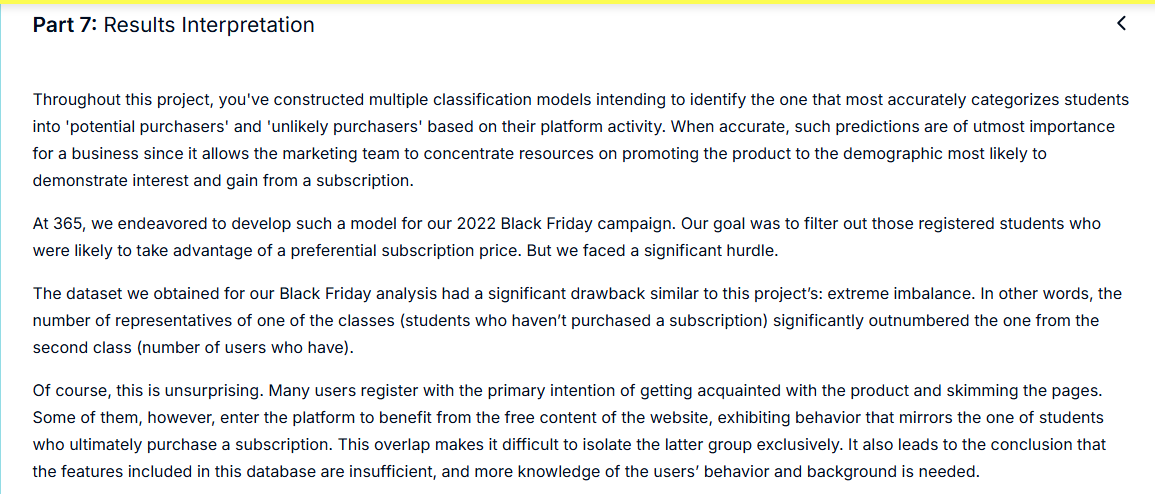 Part 7: Results Interpretation
Throughout this project, you've constructed multiple classification models intending to identify the one that most accurately categorizes students
into 'potential purchasers' and 'unlikely purchasers' based on their platform activity. When accurate, such predictions are of utmost importance
for a business since it allows the marketing team to concentrate resources on promoting the product to the demographic most likely to
demonstrate interest and gain from a subscription.
At 365, we endeavored to develop such a model for our 2022 Black Friday campaign. Our goal was to filter out those registered students who
were likely to take advantage of a preferential subscription price. But we faced a significant hurdle.
The dataset we obtained for our Black Friday analysis had a significant drawback similar to this project’s: extreme imbalance. In other words, the
number of representatives of one of the classes (students who haven’t purchased a subscription) significantly outnumbered the one from the
second class (number of users who have).
Of course, this is unsurprising. Many users register with the primary intention of getting acquainted with the product and skimming the pages.
Some of them, however, enter the platform to benefit from the free content of the website, exhibiting behavior that mirrors the one of students
who ultimately purchase a subscription. This overlap makes it difficult to isolate the latter group exclusively. It also leads to the conclusion that
the features included in this database are insufficient, and more knowledge of the users’ behavior and background is needed.